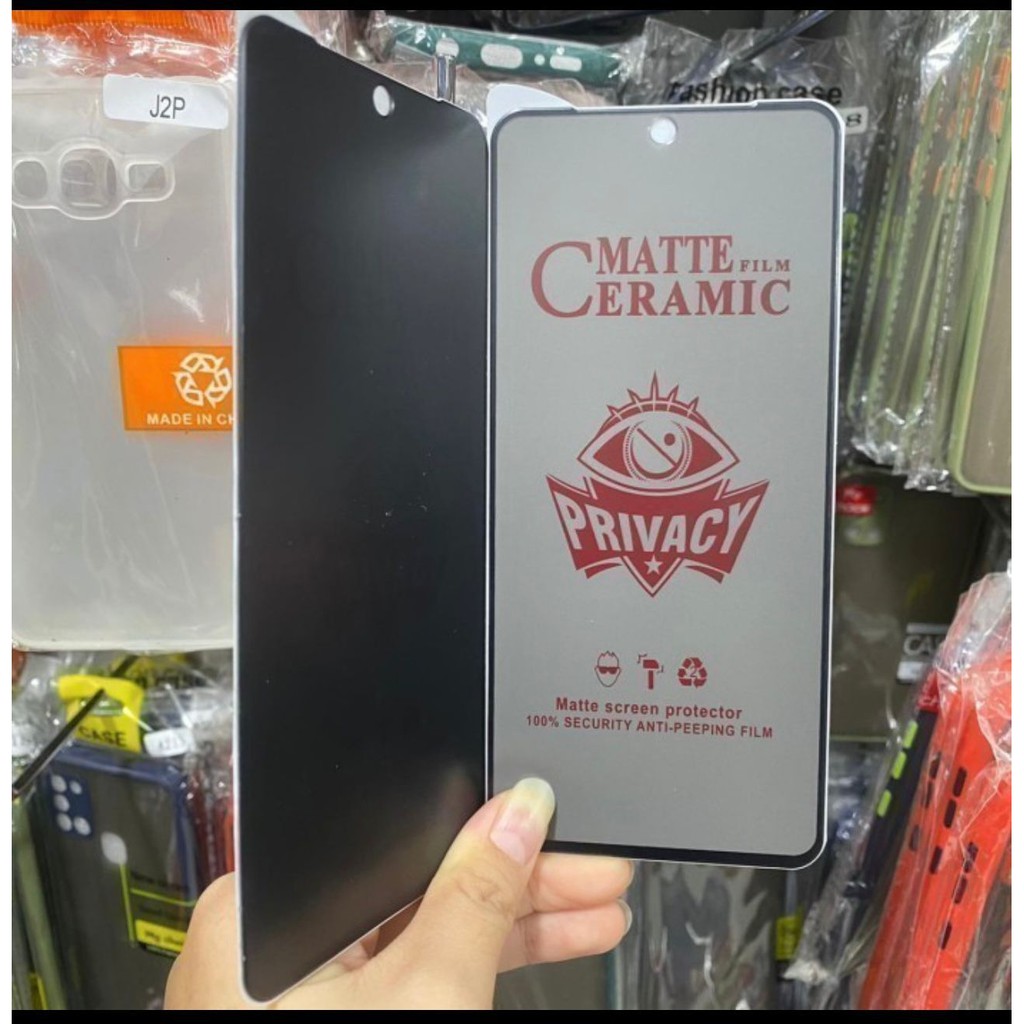 J2P
fashion case
MADE IN CH
MATTE FILM
CERAMIC
PRIVACY
2
Matte screen protector
100% SECURITY ANTI-PEEPING FILM
CASE